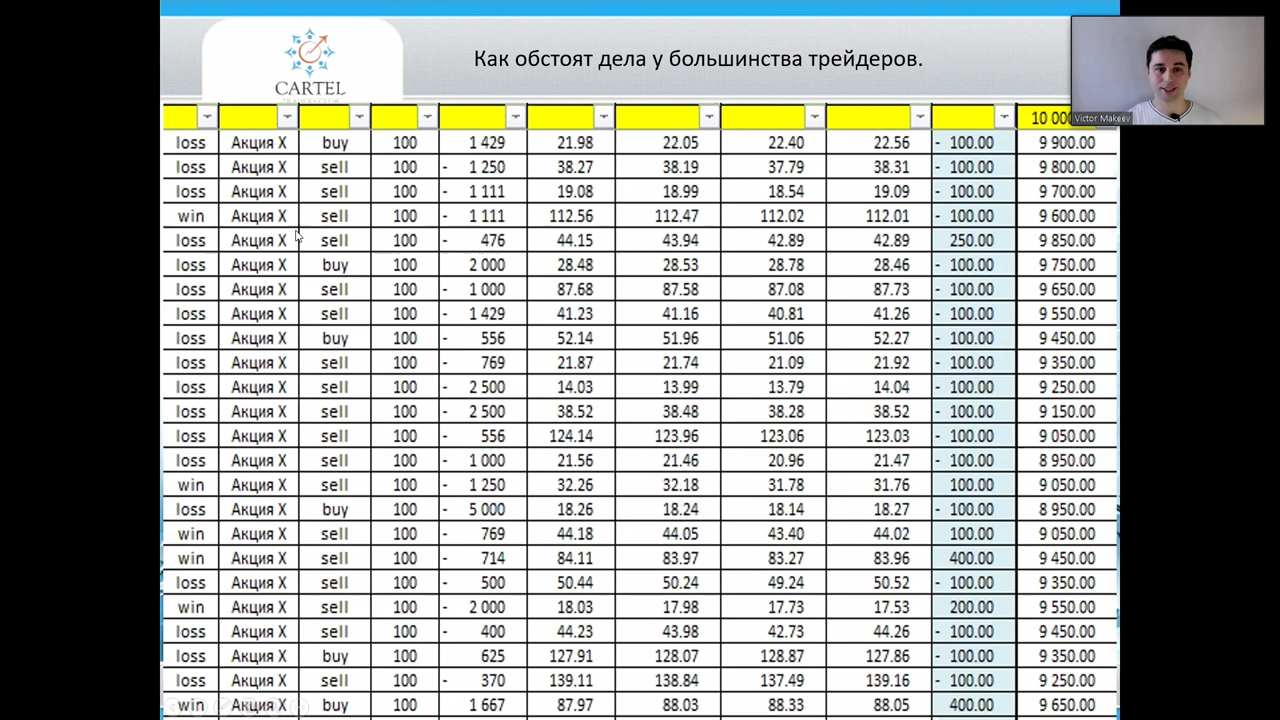 CARTEL
Как обстоят дела у большинства трейдеров.
Victor Makeev
10 000
loss Акция X buy 100 1 429 21.98 22.05 22.40 22.56 - 100.00 9 900.00
loss Акция X sell 100 - 1 250 38.27 38.19 37.79 38.31 - 100.00 9 800.00
loss Акция X sell 100 - 1 111 19.08 18.99 18.54 19.09 - 100.00 9 700.00
win Акция X sell 100 - 1 111 112.56 112.47 112.02 112.01 - 100.00 9 600.00
loss Акция X sell 100 - 476 44.15 43.94 42.89 42.89 250.00 9 850.00
loss Акция X buy 100 2 000 28.48 28.53 28.78 28.46 - 100.00 9 750.00
loss Акция X sell 100 - 1 000 87.68 87.58 87.08 87.73 - 100.00 9 650.00
loss Акция X sell 100 - 1 429 41.23 41.16 40.81 41.26 - 100.00 9 550.00
loss Акция X buy 100 - 556 52.14 51.96 51.06 52.27 - 100.00 9 450.00
loss Акция X sell 100 - 769 21.87 21.74 21.09 21.92 - 100.00 9 350.00
loss Акция X sell 100 - 2 500 14.03 13.99 13.79 14.04 - 100.00 9 250.00
loss Акция X sell 100 - 2 500 38.52 38.48 38.28 38.52 - 100.00 9 150.00
loss Акция X sell 100 - 556 124.14 123.96 123.06 123.03 - 100.00 9 050.00
loss Акция X sell 100 - 1 000 21.56 21.46 20.96 21.47 - 100.00 8 950.00
win Акция X sell 100 - 1 250 32.26 32.18 31.78 31.76 100.00 9 050.00
loss Акция X buy 100 - 5 000 18.26 18.24 18.14 18.27 - 100.00 8 950.00
win Акция X sell 100 - 769 44.18 44.05 43.40 44.02 100.00 9 050.00
win Акция X sell 100 - 714 84.11 83.97 83.27 83.96 400.00 9 450.00
loss Акция X sell 100 - 500 50.44 50.24 49.24 50.52 - 100.00 9 350.00
win Акция X sell 100 - 2 000 18.03 17.98 17.73 17.53 200.00 9 550.00
loss Акция X sell 100 - 400 44.23 43.98 42.73 44.26 - 100.00 9 450.00
loss Акция X buy 100 625 127.91 128.07 128.87 127.86 - 100.00 9 350.00
loss Акция X sell 100 - 370 139.11 138.84 137.49 139.16 - 100.00 9 250.00
win Акция X buy 100 1 667 87.97 88.03 88.33 88.05 400.00 9 650.00